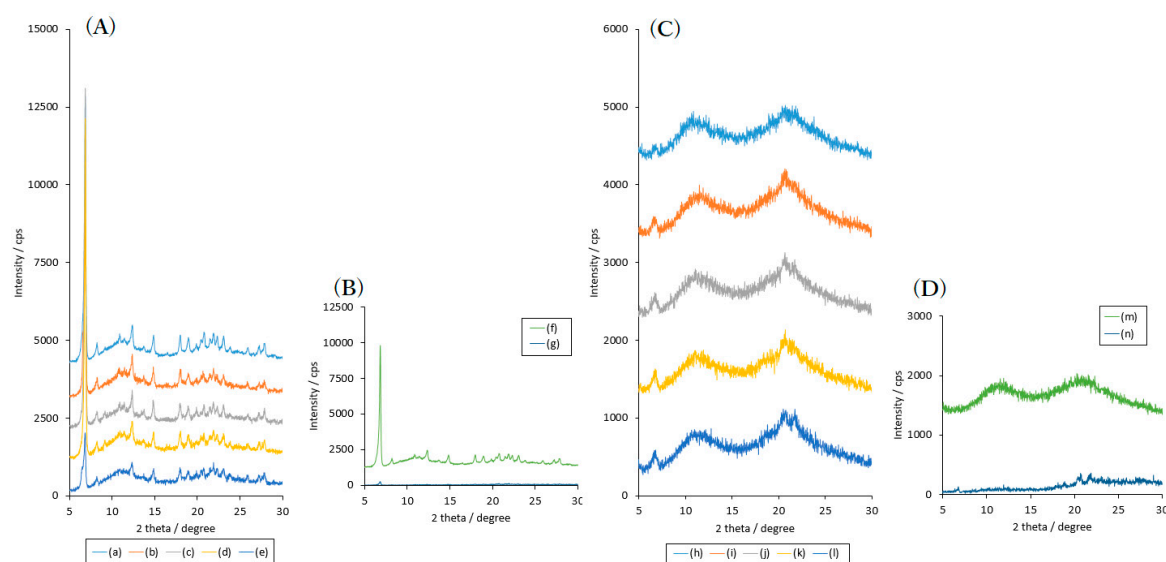 (A)
15000
12500
10000
7500
5000
2500
0
Intensity / cps
5 10 15 20 25 30
2 theta / degree
(a) (b) (c) (d) (e)
(B)
12500
10000
7500
5000
2500
0
Intensity / cps
5 10 15 20 25 30
2 theta / degree
(f)
(g)
(C)
6000
5000
4000
3000
2000
1000
0
Intensity / cps
5 10 15 20 25 30
2 theta / degree
(h) (i) (j) (k) (l)
(D)
3000
2000
1000
0
Intensity / cps
5 10 15 20 25 30
2 theta / degree
(m)
(n)